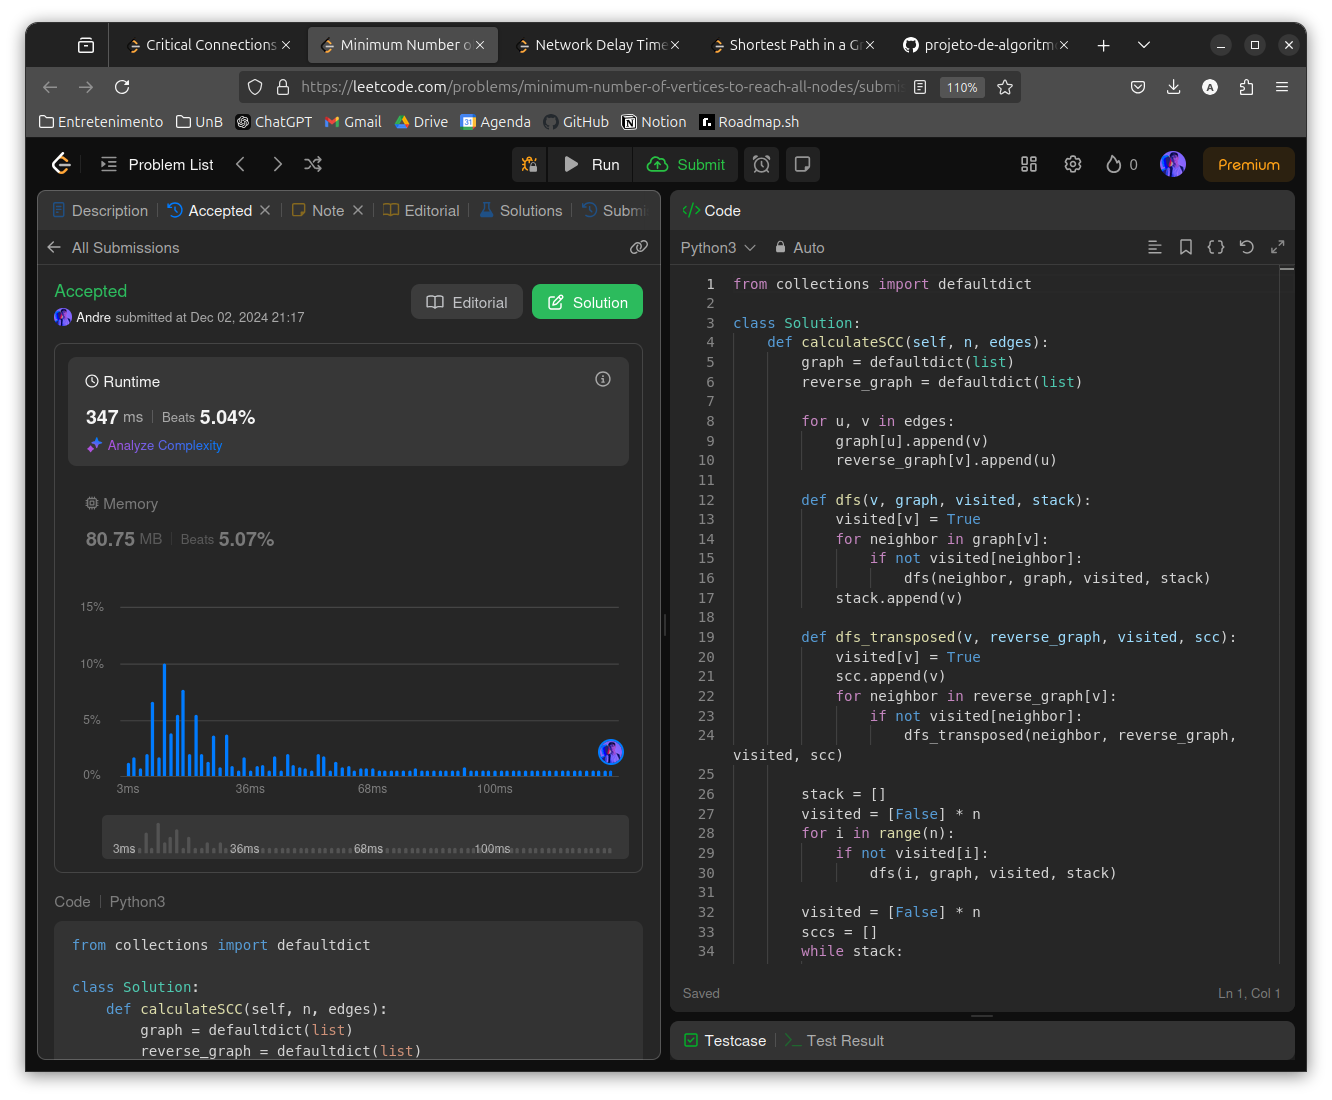 Critical Connections
Minimum Number o
Network Delay Time
Shortest Path in a G
projeto-de-algoritm
https://leetcode.com/problems/minimum-number-of-vertices-to-reach-all-nodes/submis
110%
A
Entretenimento
UnB
ChatGPT
Gmail
Drive
31
Agenda
GitHub
Notion
Roadmap.sh
Problem List
Run
Submit
0
Premium
Description
Accepted
Note
Editorial
Solutions
Submi
Code
All Submissions
Python3
Auto
Accepted
Andre submitted at Dec 02, 2024 21:17
Editorial
Solution
Runtime
347 ms | Beats 5.04%
Analyze Complexity
Memory
80.75 MB | Beats 5.07%
15%
10%
5%
0%
3ms 36ms 68ms 100ms
3ms 36ms 68ms 100ms
Code | Python3
from collections import defaultdict
class Solution:
def calculateSCC(self, n, edges):
graph = defaultdict(list)
reverse_graph = defaultdict(list)
1 from collections import defaultdict
2
3 class Solution:
4 def calculateSCC(self, n, edges):
5 graph = defaultdict(list)
6 reverse_graph = defaultdict(list)
7
8 for u, v in edges:
9 graph[u].append(v)
10 reverse_graph[v].append(u)
11
12 def dfs(v, graph, visited, stack):
13 visited[v] = True
14 for neighbor in graph[v]:
15 if not visited[neighbor]:
16 dfs(neighbor, graph, visited, stack)
17 stack.append(v)
18
19 def dfs_transposed(v, reverse_graph, visited, scc):
20 visited[v] = True
21 scc.append(v)
22 for neighbor in reverse_graph[v]:
23 if not visited[neighbor]:
24 dfs_transposed(neighbor, reverse_graph,
visited, scc)
25
26 stack = []
27 visited = [False] * n
28 for i in range(n):
29 if not visited[i]:
30 dfs(i, graph, visited, stack)
31
32 visited = [False] * n
33 sccs = []
34 while stack:
Saved
Ln 1, Col 1
Testcase
Test Result